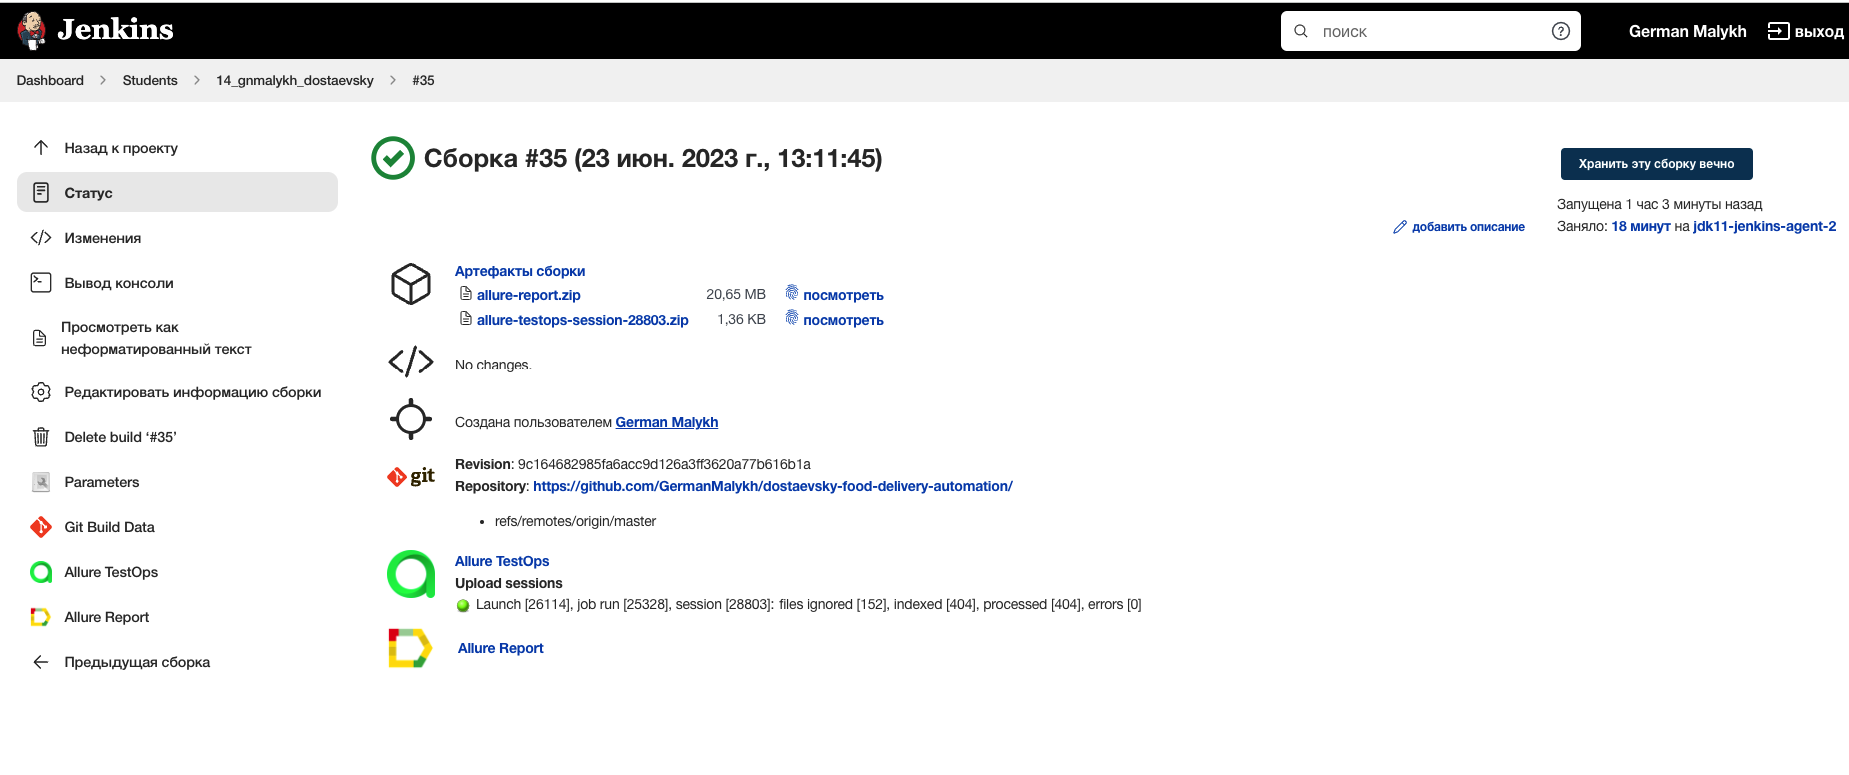 Jenkins
поиск
German Malykh
выход
Dashboard > Students > 14_gnmalykh_dostaevsky > #35
Назад к проекту
Статус
Изменения
Вывод консоли
Просмотреть как
неформатированный текст
Редактировать информацию сборки
Delete build ‘#35’
Parameters
Git Build Data
Allure TestOps
Allure Report
Предыдущая сборка
Сборка #35 (23 июн. 2023 г., 13:11:45)
Хранить эту сборку вечно
Запущена 1 час 3 минуты назад
добавить описание
Заняло: 18 минут на jdk11-jenkins-agent-2
Артефакты сборки
allure-report.zip 20,65 MB посмотреть
allure-testops-session-28803.zip 1,36 KB посмотреть
No changes.
Создана пользователем German Malykh
git
Revision: 9c164682985fa6acc9d126a3ff3620a77b616b1a
Repository: https://github.com/GermanMalykh/dostaevsky-food-delivery-automation/
• refs/remotes/origin/master
Allure TestOps
Upload sessions
Launch [26114], job run [25328], session [28803]: files ignored [152], indexed [404], processed [404], errors [0]
Allure Report